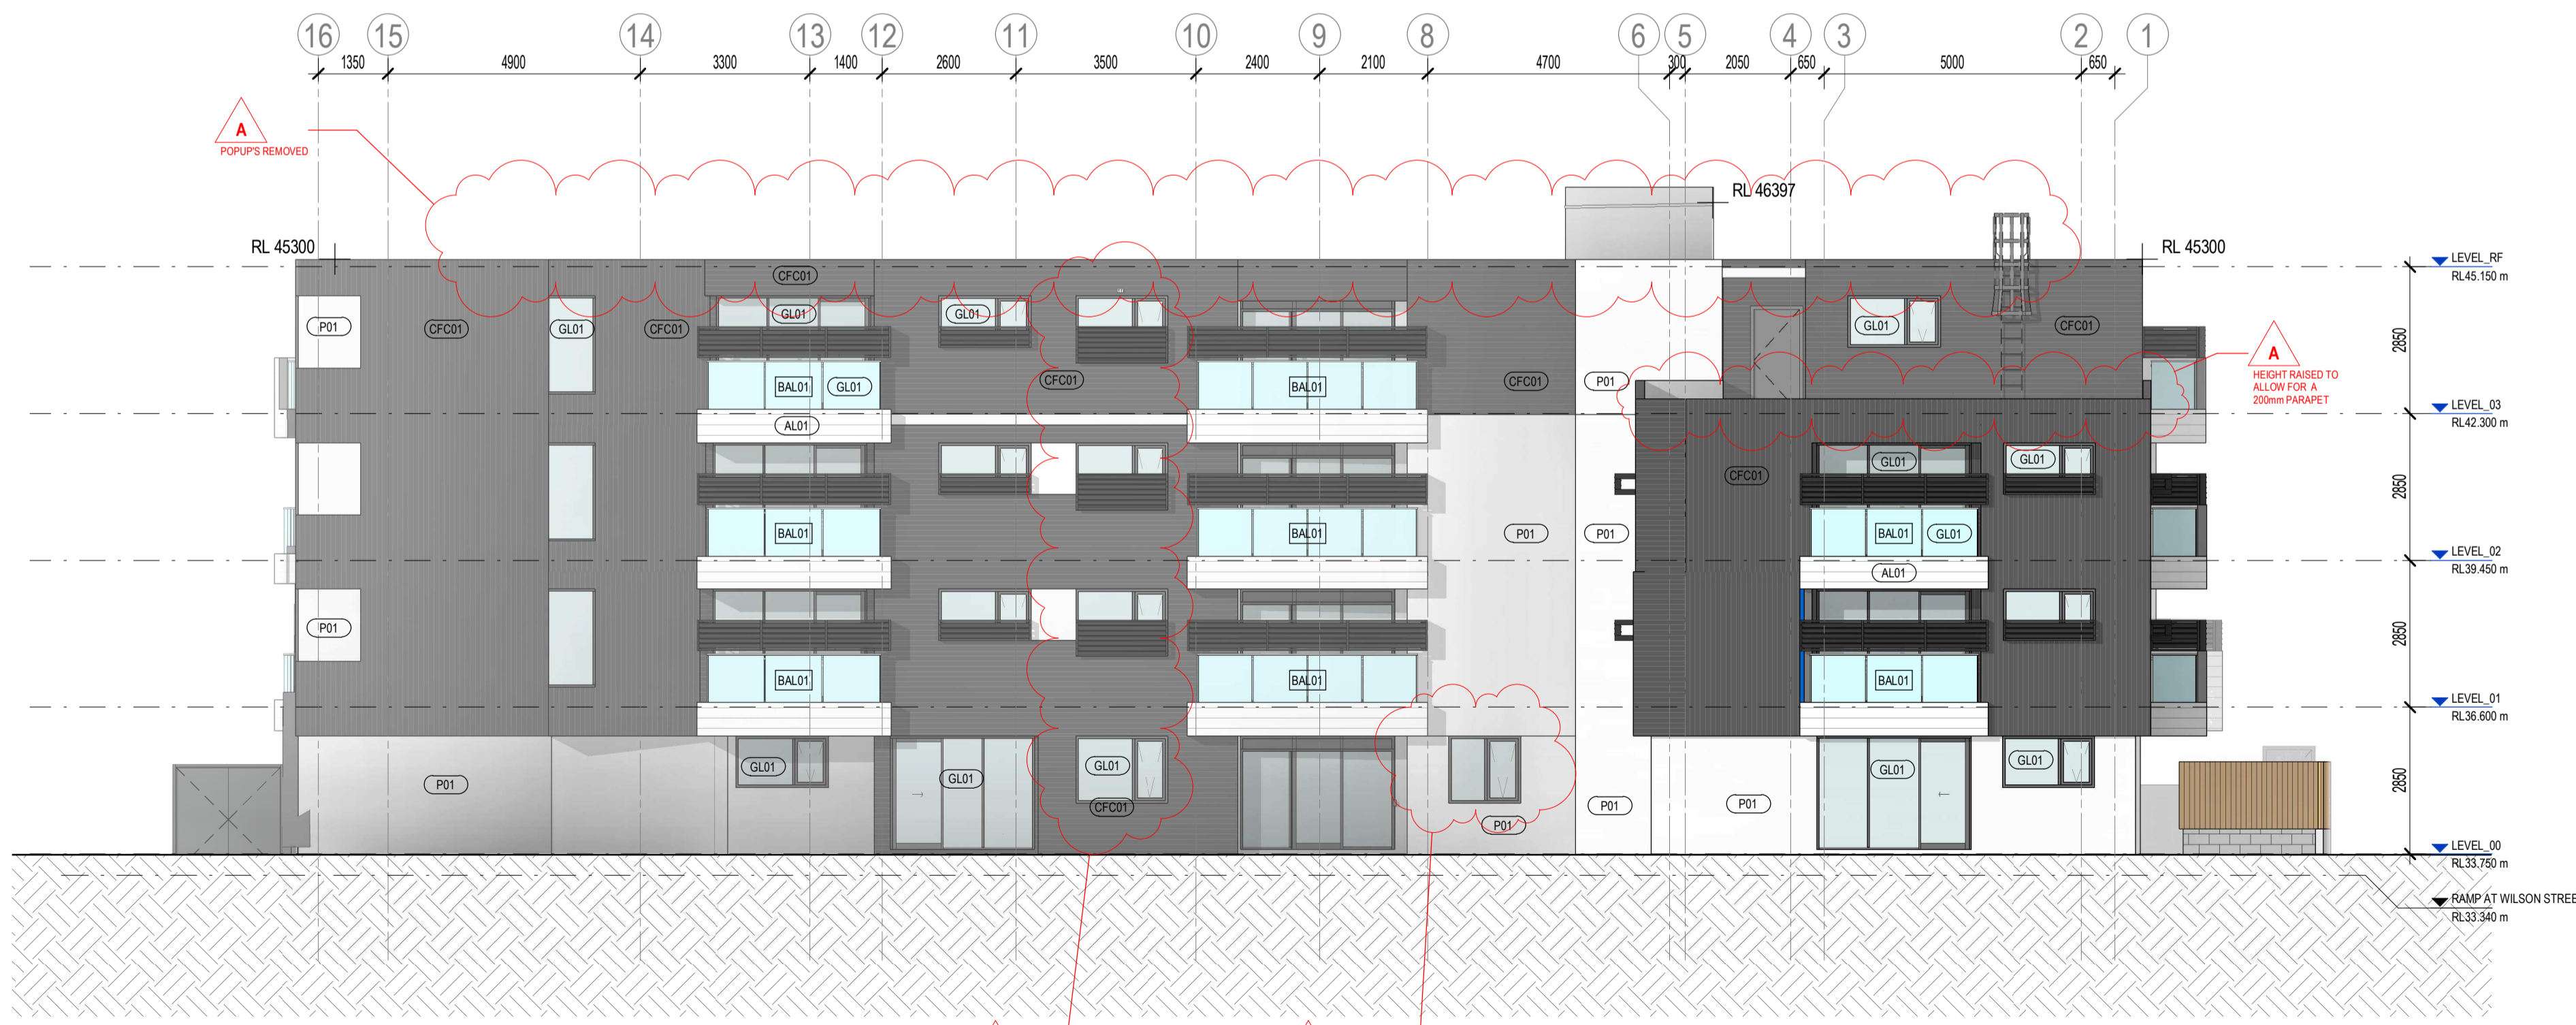 16 15 14 13 12 11 10 9 8 6 5 4 3 2 1
1350 4900 3300 1400 2600 3500 2400 2100 4700 300 2050 650 5000 650
A
POPUP'S REMOVED
RL 46397
RL 45300
RL 45300
LEVEL_RF
RL45.150 m
CFC01
P01 CFC01 GL01 CFC01 GL01 GL01 GL01 CFC01
2850
A
HEIGHT RAISED TO
ALLOW FOR A
200mm PARAPET
BAL01 GL01 CFC01 BAL01 CFC01 P01
LEVEL_03
RL42.300 m
AL01
GL01 GL01
CFC01
2850
BAL01 BAL01 P01 P01 BAL01 GL01
LEVEL_02
RL39.450 m
AL01
P01
2850
BAL01 BAL01 BAL01
LEVEL_01
RL36.600 m
GL01 GL01 GL01 GL01 GL01
P01
2850
CFC01 P01 P01
P01
LEVEL_00
RL33.750 m
RAMP AT WILSON STREE
RL33.340 m